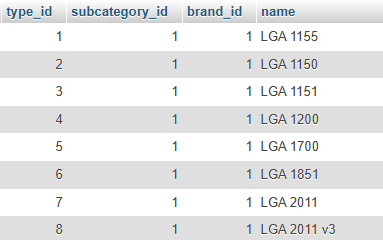 type_id subcategory_id brand_id name
1 1 1 LGA 1155
2 1 1 LGA 1150
3 1 1 LGA 1151
4 1 1 LGA 1200
5 1 1 LGA 1700
6 1 1 LGA 1851
7 1 1 LGA 2011
8 1 1 LGA 2011 v3